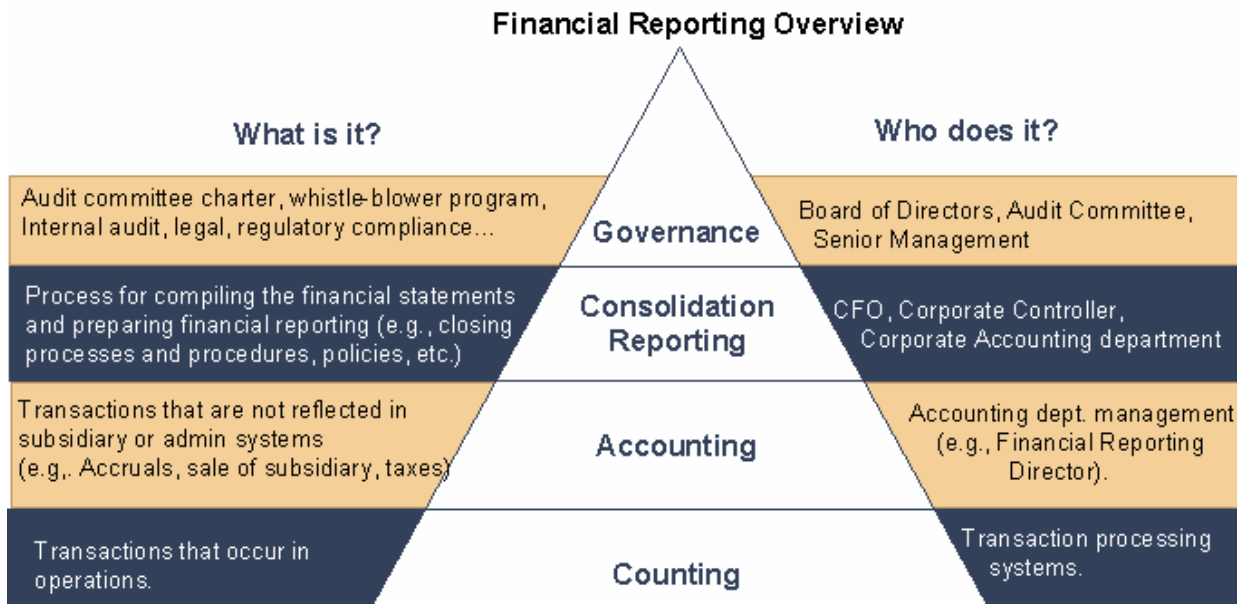 Financial Reporting Overview
What is it?
Who does it?
Audit committee charter, whistle-blower program,
Internal audit, legal, regulatory compliance...
Governance
Board of Directors, Audit Committee,
Senior Management
Process for compiling the financial statements
and preparing financial reporting (e.g., closing
processes and procedures, policies, etc.)
Consolidation
Reporting
CFO, Corporate Controller,
Corporate Accounting department
Transactions that are not reflected in
subsidiary or admin systems
(e.g,. Accruals, sale of subsidiary, taxes)
Accounting
Accounting dept. management
(e.g., Financial Reporting
Director).
Transactions that occur in
operations.
Counting
Transaction processing
systems.